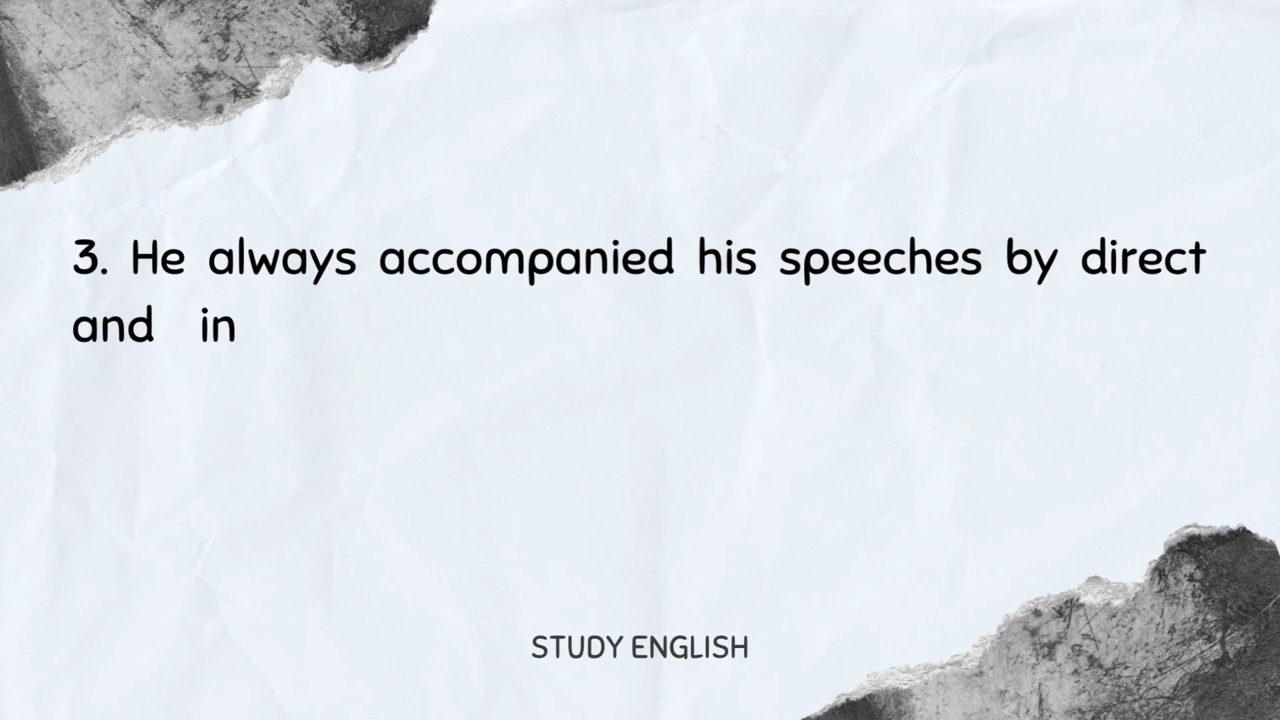 3. He always accompanied his speeches by direct
and in
STUDY ENGLISH